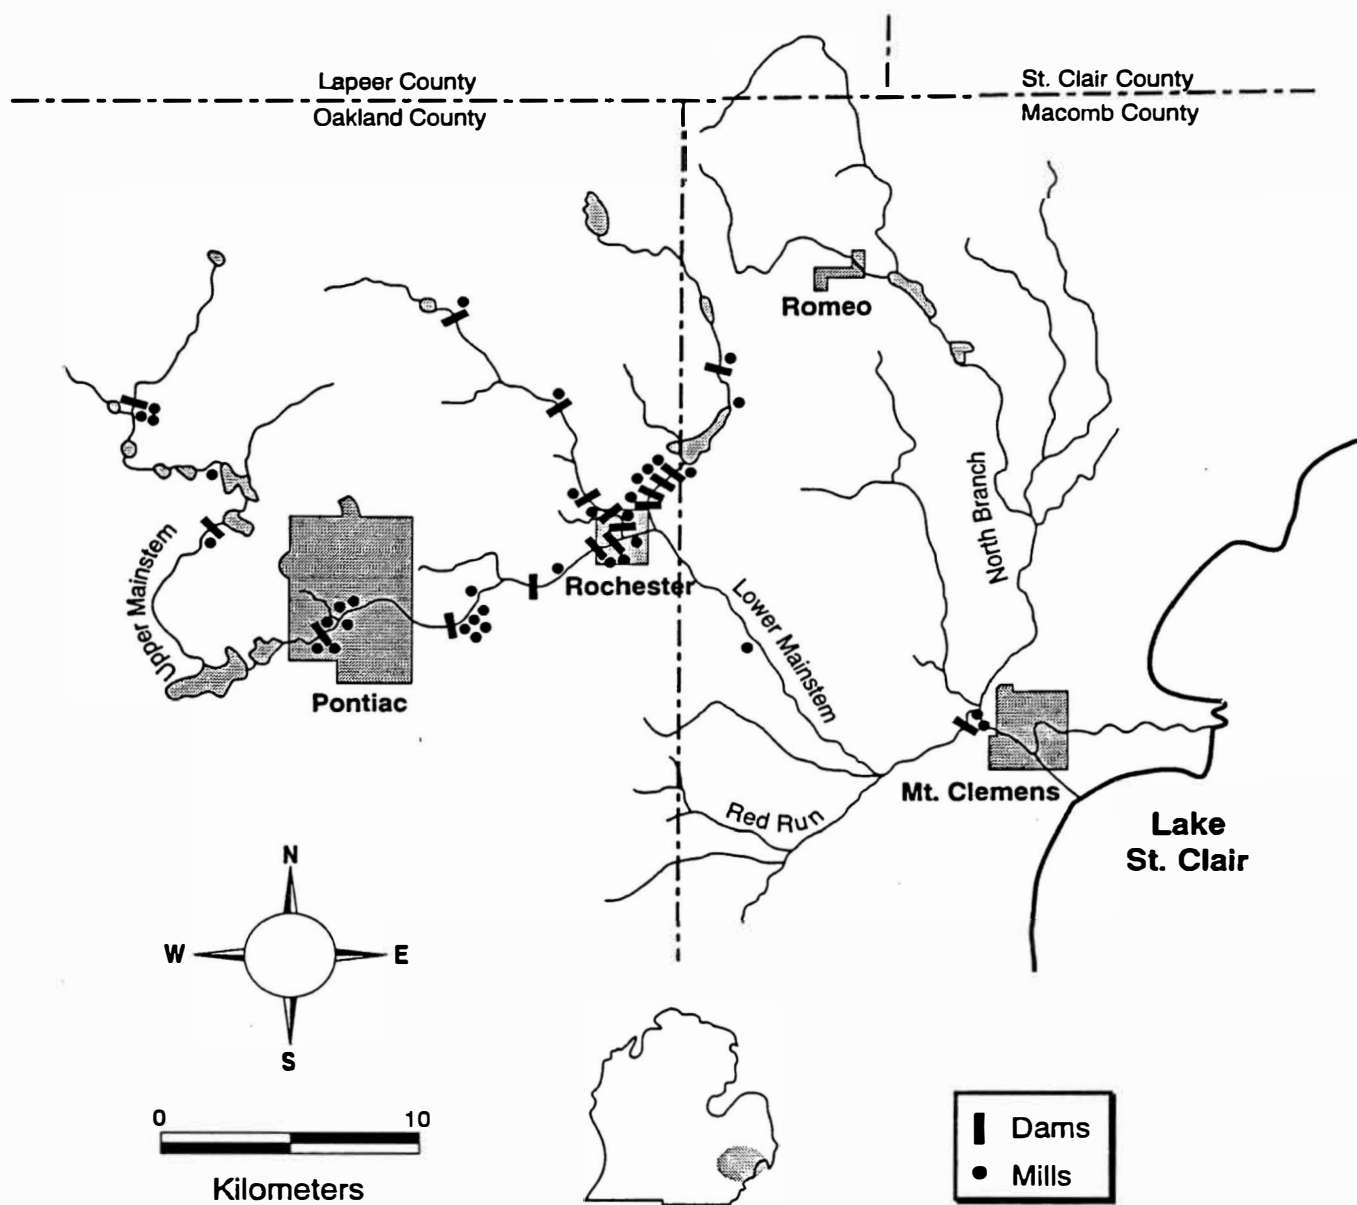 Lapeer County
St. Clair County
Oakland County
Macomb County
Romeo
North Branch
Upper Mainstem
Rochester
Lower Mainstem
Pontiac
Mt. Clemens
Red Run
Lake
St. Clair
N
W
E
S
0
10
Kilometers
Dams
Mills